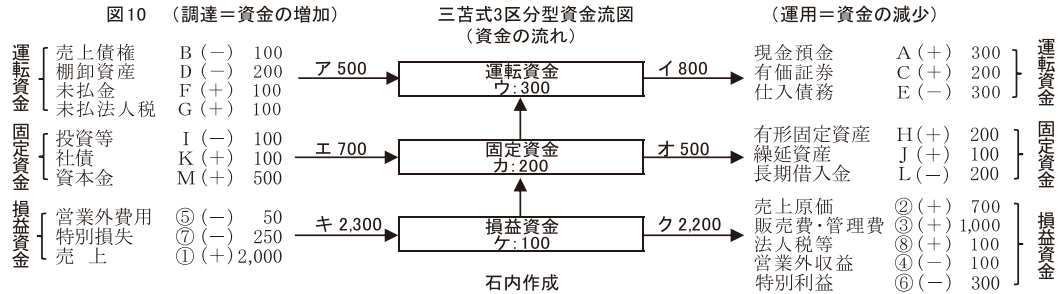 図10 （調達＝資金の増加） 三苫式3区分型資金流図 （運用＝資金の減少）
（資金の流れ）
運転資金
売上債権 B（－） 100
棚卸資産 D（－） 200
未払金 F（＋） 100
未払法人税 G（＋） 100
ア 500
運転資金
ウ:300
イ 800
現金預金 A（＋） 300
有価証券 C（＋） 200
仕入債務 E（－） 300
運転資金
固定資金
投資等 I（－） 100
社債 K（＋） 100
資本金 M（＋） 500
エ 700
固定資金
カ:200
オ 500
有形固定資産 H（＋） 200
繰延資産 J（＋） 100
長期借入金 L（－） 200
固定資金
損益資金
営業外費用 ⑤（－） 50
特別損失 ⑦（－） 250
売上 ①（＋）2,000
キ 2,300
損益資金
ケ:100
ク 2,200
売上原価 ②（＋） 700
販売費・管理費 ③（＋）1,000
法人税等 ⑧（＋） 100
営業外収益 ④（－） 100
特別利益 ⑥（－） 300
損益資金
石内作成